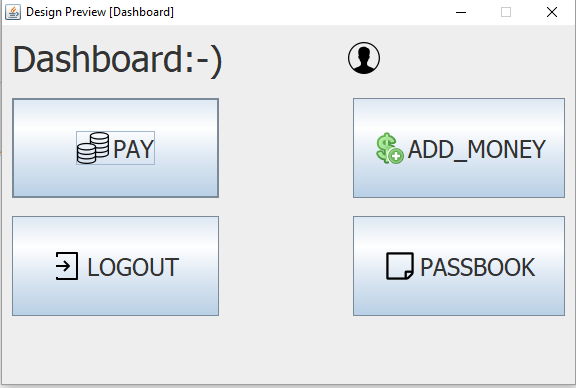 Design Preview [Dashboard]
Dashboard:-)
PAY
ADD_MONEY
LOGOUT
PASSBOOK